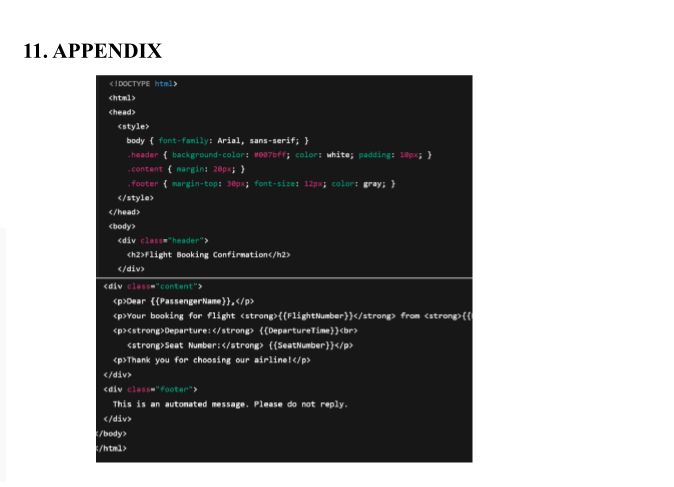 11. APPENDIX
<!DOCTYPE html>
<html>
<head>
<style>
body { font-family: Arial, sans-serif; }
.header { background-color: #007bff; color: white; padding: 10px; }
.content { margin: 20px; }
.footer { margin-top: 30px; font-size: 12px; color: gray; }
</style>
</head>
<body>
<div class="header">
<h2>Flight Booking Confirmation</h2>
</div>
<div class="content">
<p>Dear {{PassengerName}},</p>
<p>Your booking for flight <strong>{{FlightNumber}}</strong> from <strong>{{
<p><strong>Departure:</strong> {{DepartureTime}}<br>
<strong>Seat Number:</strong> {{SeatNumber}}</p>
<p>Thank you for choosing our airline!</p>
</div>
<div class="footer">
This is an automated message. Please do not reply.
</div>
</body>
</html>